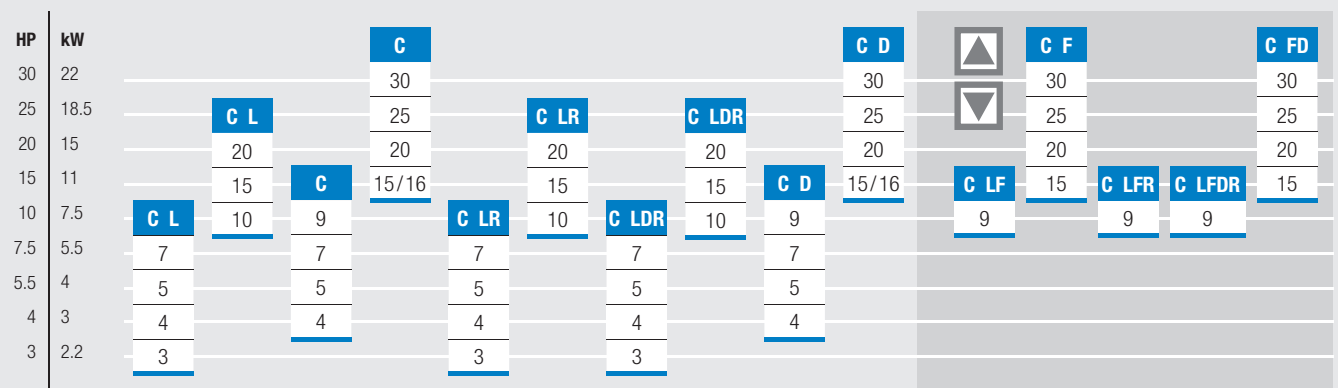 HP kW C C D C F C FD
30 22 30 30 30 30
25 18.5 C L 25 C LR C LDR 25 25 25
20 15 20 20 20 20 20 20 20
15 11 15 C 15/16 15 15 C D 15/16 C LF 15 C LFR C LFDR 15
10 7.5 C L 10 9 C LR 10 C LDR 10 9 9 9 9
7.5 5.5 7 7 7 7 7
5.5 4 5 5 5 5 5
4 3 4 4 4 4 4
3 2.2 3 3 3